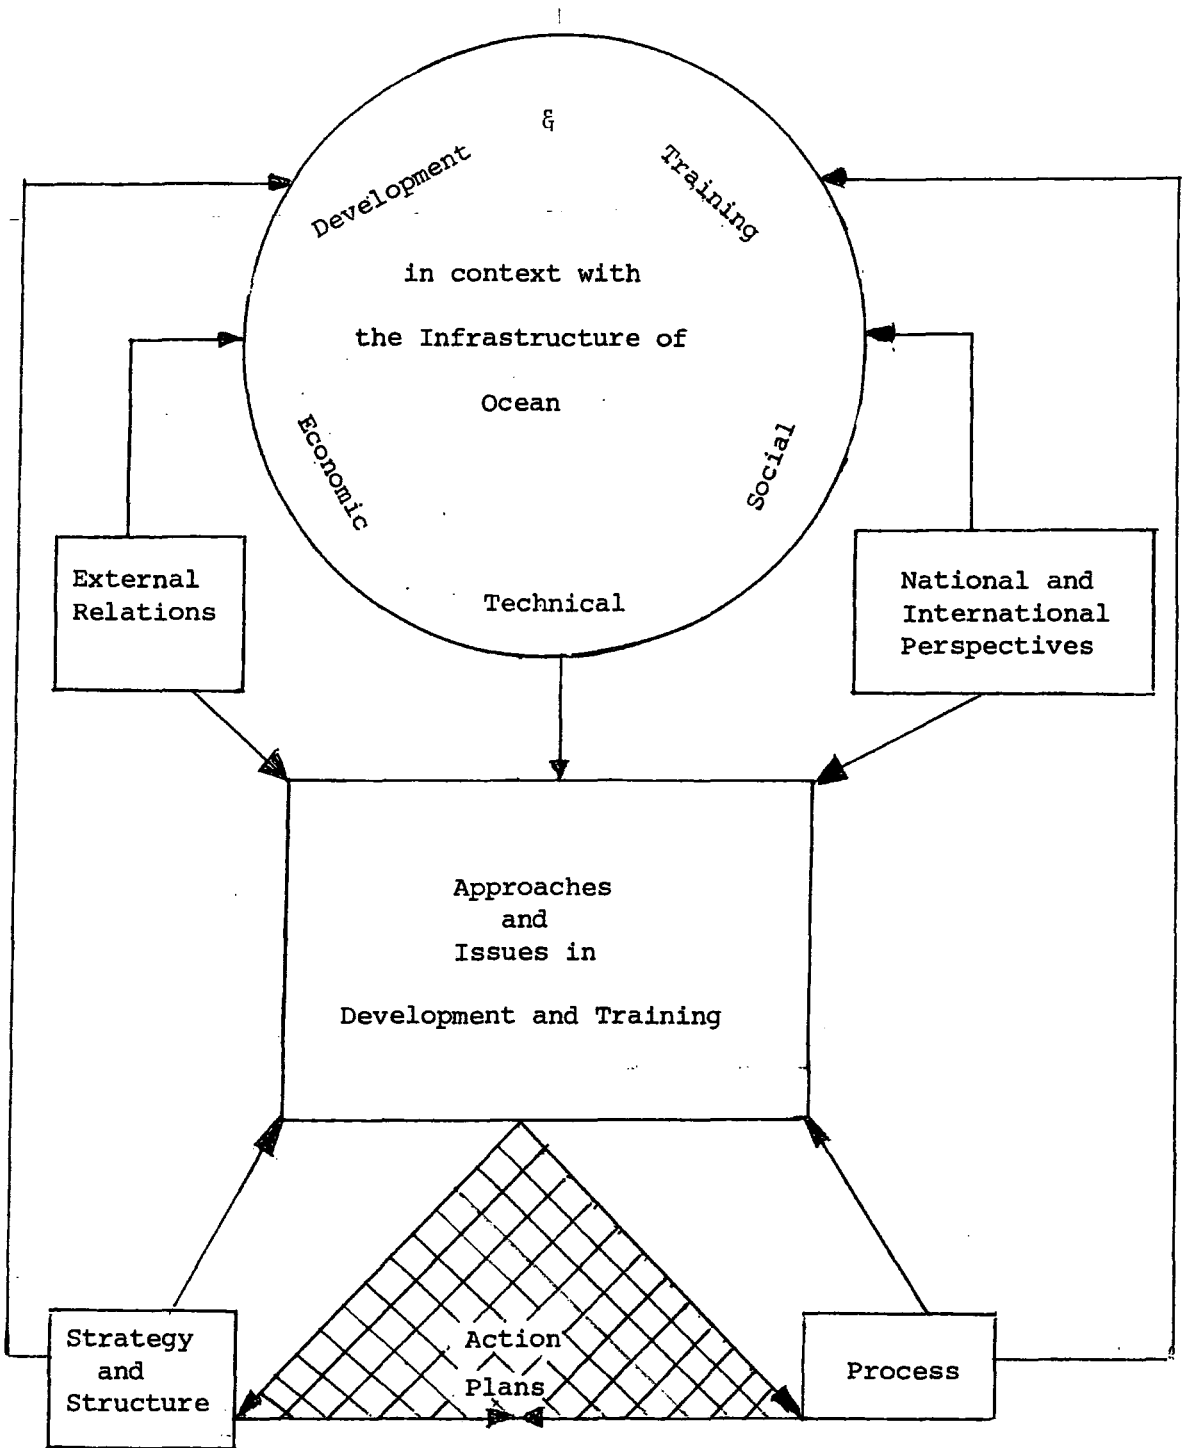 &
Development
Training
in context with
the Infrastructure of
Ocean
Economic
Social
Technical
External
Relations
National and
International
Perspectives
Approaches
and
Issues in
Development and Training
Strategy
and
Structure
Action
Plans
Process